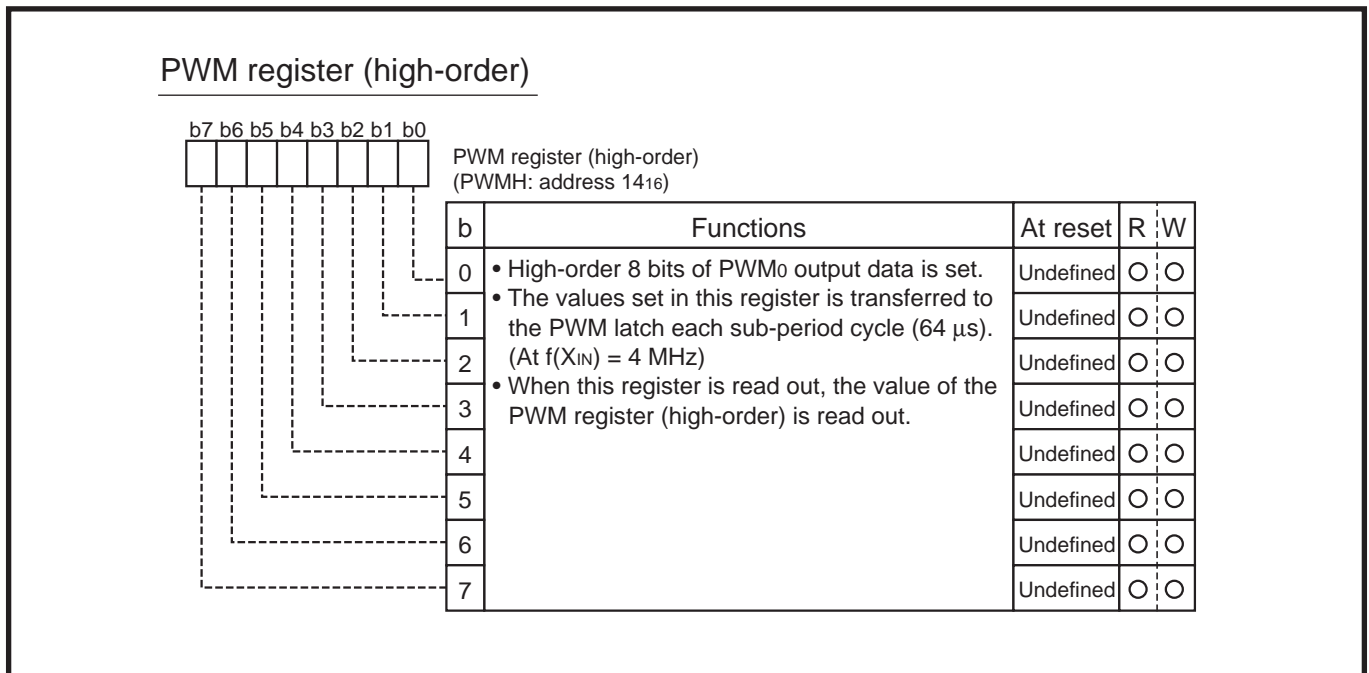 PWM register (high-order)
b7 b6 b5 b4 b3 b2 b1 b0
PWM register (high-order)
(PWMH: address 1416)
b Functions At reset R W
0 • High-order 8 bits of PWM0 output data is set. Undefined ○ ○
• The values set in this register is transferred to
1 the PWM latch each sub-period cycle (64 µs). Undefined ○ ○
2 (At f(XIN) = 4 MHz) Undefined ○ ○
• When this register is read out, the value of the
3 PWM register (high-order) is read out. Undefined ○ ○
4 Undefined ○ ○
5 Undefined ○ ○
6 Undefined ○ ○
7 Undefined ○ ○